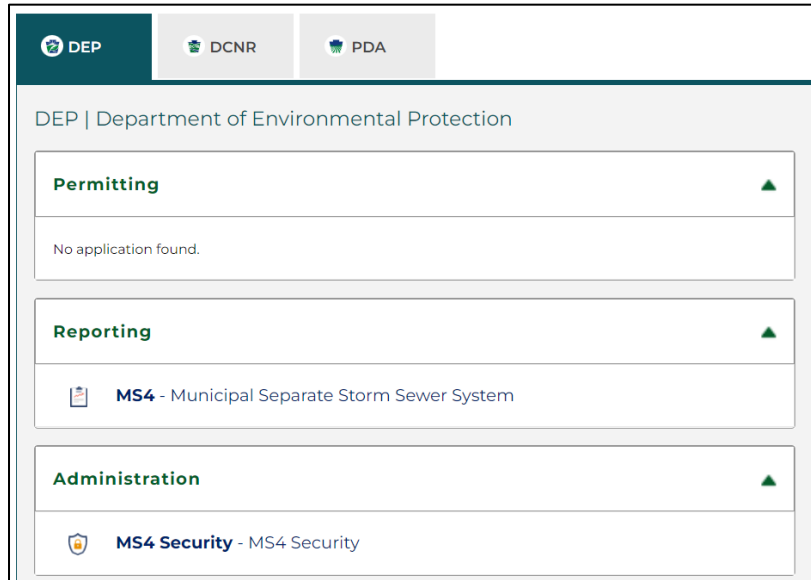 DEP
DCNR
PDA
DEP | Department of Environmental Protection
Permitting
No application found.
Reporting
MS4 - Municipal Separate Storm Sewer System
Administration
MS4 Security - MS4 Security